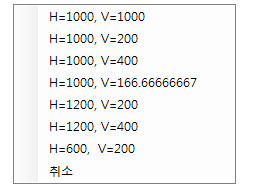 H=1000, V=1000
H=1000, V=200
H=1000, V=400
H=1000, V=166.66666667
H=1200, V=200
H=1200, V=400
H=600,  V=200
취소